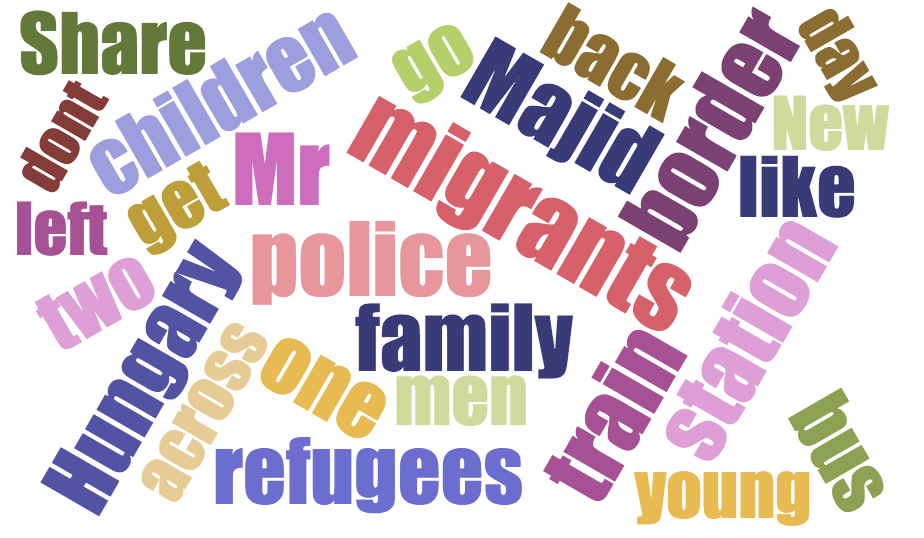 Share
children
go
back
day
dont
Majid
border
New
Mr
migrants
like
left
get
police
station
two
Hungary
family
across
one
men
train
bus
refugees
young